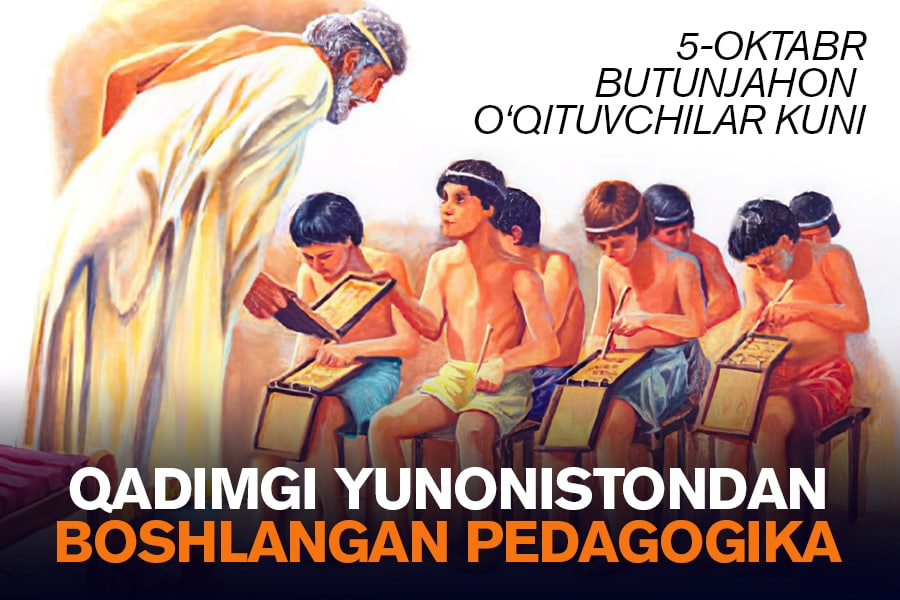 5-OKTABR
BUTUNJAHON
O‘QITUVCHILAR KUNI
QADIMGI YUNONISTONDAN
BOSHLANGAN PEDAGOGIKA